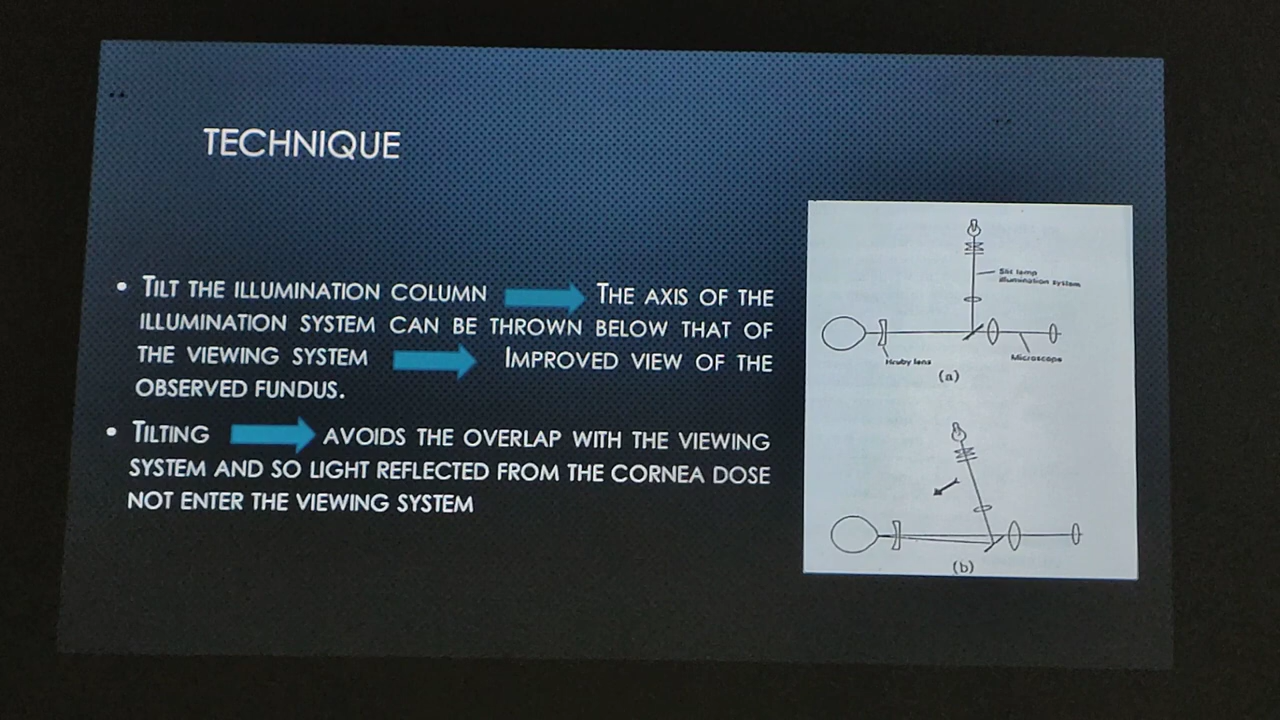 TECHNIQUE
• TILT THE ILLUMINATION COLUMN THE AXIS OF THE
ILLUMINATION SYSTEM CAN BE THROWN BELOW THAT OF
THE VIEWING SYSTEM IMPROVED VIEW OF THE
OBSERVED FUNDUS.
• TILTING AVOIDS THE OVERLAP WITH THE VIEWING
SYSTEM AND SO LIGHT REFLECTED FROM THE CORNEA DOSE
NOT ENTER THE VIEWING SYSTEM
Slit lamp
illumination system
Hruby lens
Microscope
(a)
(b)